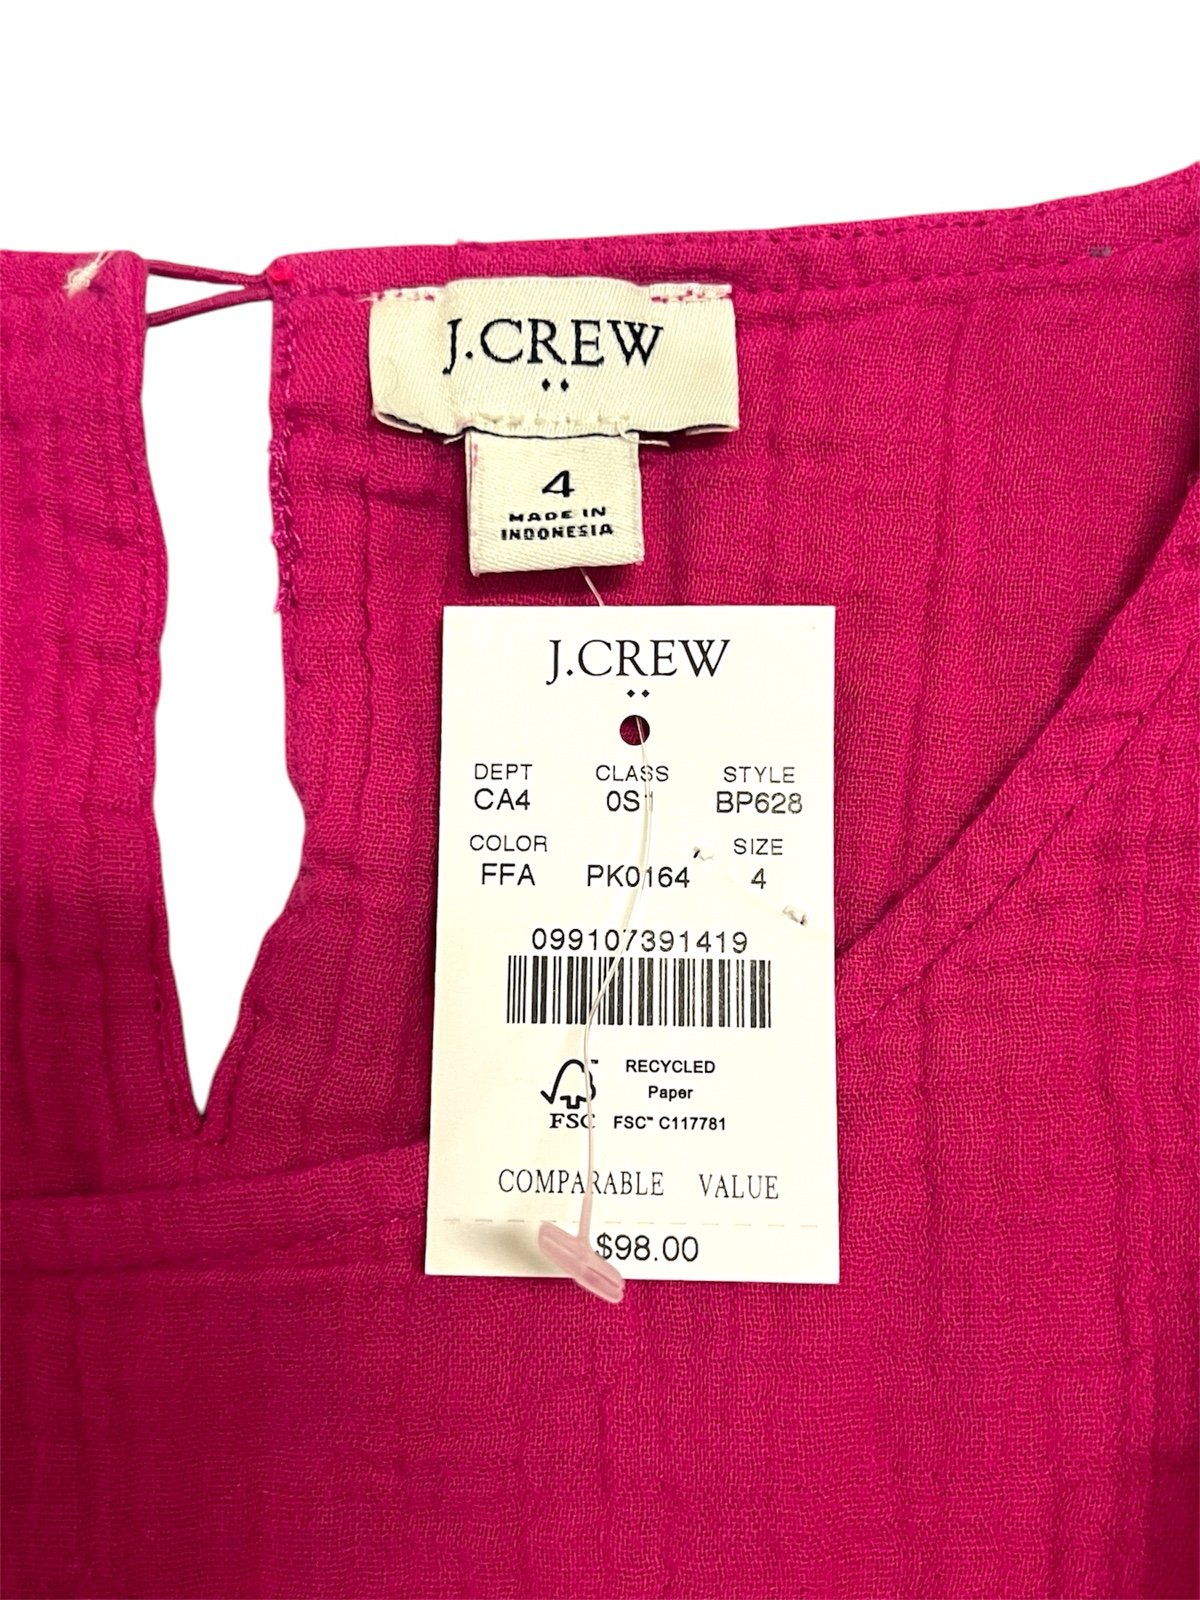 J.CREW
4
MADE IN
INDONESIA
J.CREW
DEPT CLASS STYLE
CA4 0S1 BP628
COLOR SIZE
FFA PK0164 4
099107391419
RECYCLED
Paper
FSC™ C117781
FSC
COMPARABLE VALUE
$98.00